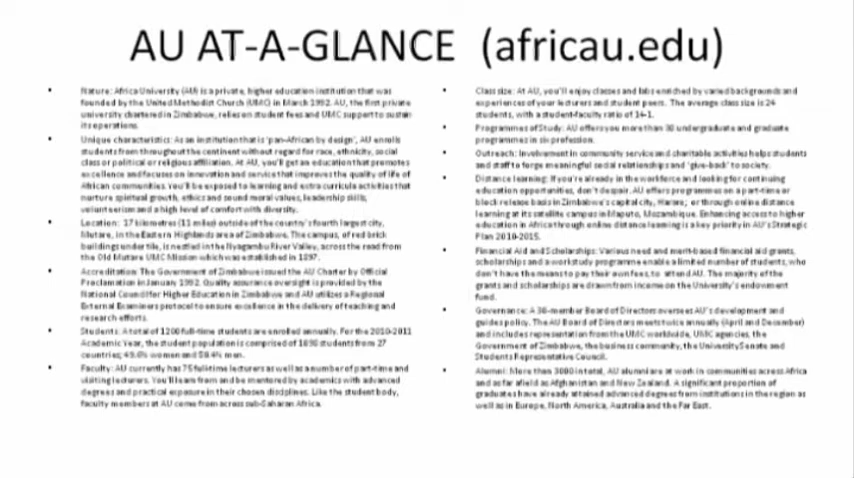 AU AT-A-GLANCE (africau.edu)
• Nature: Africa University (AU) is a private, higher education institution that was
founded by the United Methodist Church (UMC) in March 1992. AU, the first private
university chartered in Zimbabwe, relies on student fees and UMC support to sustain
its operations.
• Unique characteristics: As an institution that is 'pan-African by design', AU enrolls
students from throughout the continent without regard for race, ethnicity, social
class or political or religious affiliation. At AU, you'll get an education that promotes
excellence and focuses on innovation and service that improves the quality of life of
African communities. You'll be exposed to learning and extra curricula activities that
nurture spiritual growth, ethics and sound moral values, leadership skills,
volunteerism and a high level of comfort with diversity.
• Location: 17 kilometres (11 miles) outside of the country's fourth largest city,
Mutare, in the Eastern Highlands area of Zimbabwe. The campus, of red brick
buildings under tile, is nestled in the Nyagambu River Valley, across the road from
the Old Mutare UMC Mission which was established in 1897.
• Accreditation: The Government of Zimbabwe issued the AU Charter by Official
Proclamation in January 1992. Quality assurance oversight is provided by the
National Council for Higher Education in Zimbabwe and AU utilizes a Regional
External Examiners protocol to ensure excellence in the delivery of teaching and
research efforts.
• Students: A total of 1200 full-time students are enrolled annually. For the 2010-2011
Academic Year, the student population is comprised of students from 27
countries; women and men.
• Faculty: AU currently has 75 full-time lecturers as well as a number of part-time and
visiting lecturers. You'll learn from and be mentored by academics with advanced
degrees and practical exposure in their chosen disciplines. Like the student body,
faculty members at AU come from across sub-Saharan Africa.
• Class size: At AU, you'll enjoy classes and labs enriched by varied backgrounds and
experiences of your lecturers and student peers. The average class size is 24
students, with a student-faculty ratio of 14-1.
• Programmes of Study: AU offers you more than 30 undergraduate and graduate
programmes in six profession.
• Outreach: Involvement in community service and charitable activities helps students
and staff to forge meaningful social relationships and 'give-back' to society.
• Distance learning: If you're already in the workforce and looking for continuing
education opportunities, don't despair. AU offers programmes on a part-time or
block release basis in Zimbabwe's capital city, Harare; or through online distance
learning at its satellite campus in Maputo, Mozambique. Enhancing access to higher
education in Africa through online distance learning is a key priority in AU's Strategic
Plan 2010-2015.
• Financial Aid and Scholarships: Various need and merit-based financial aid grants,
scholarships and a workstudy programme enable a limited number of students, who
don't have the means to pay their own fees, to attend AU. The majority of the
grants and scholarships are drawn from income on the University's endowment
fund.
• Governance: A 36-member Board of Directors oversees AU's development and
guides policy. The AU Board of Directors meets twice annually (April and December)
and includes representation from the UMC worldwide, UMC agencies, the
Government of Zimbabwe, the business community, the University Senate and
Students Representative Council.
• Alumni: More than 3000 in total, AU alumni are at work in communities across Africa
and as far afield as Afghanistan and New Zealand. A significant proportion of
graduates have already attained advanced degrees from institutions in the region as
well as in Europe, North America, Australia and the Far East.